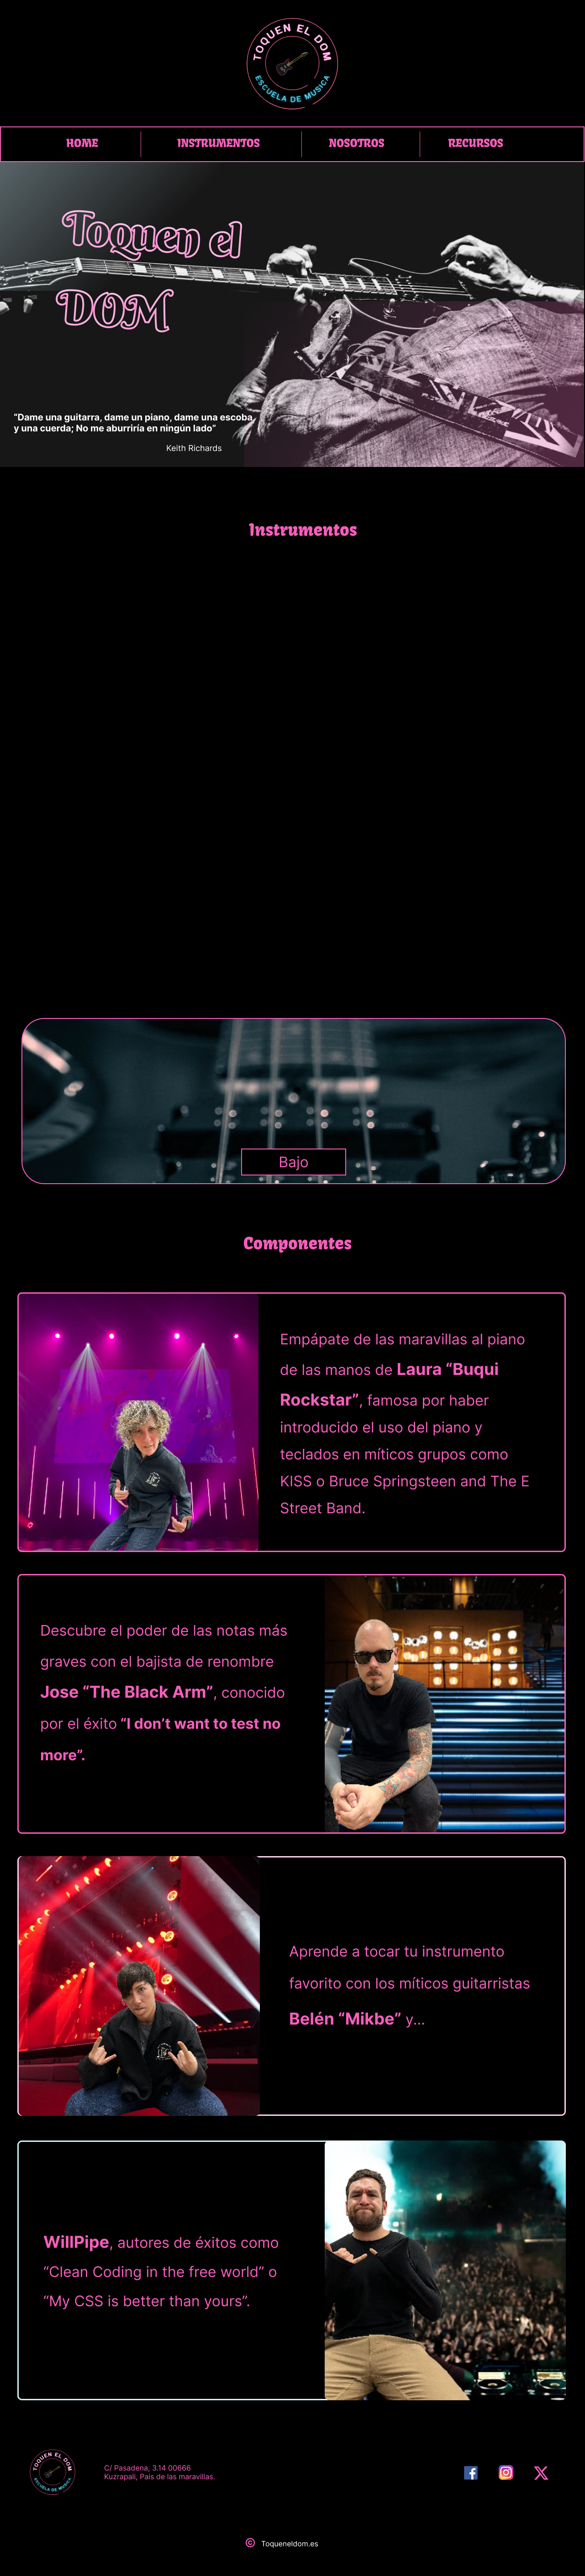 TOQUEN EL DOM
ESCUELA DE MUSICA
HOME
INSTRUMENTOS
NOSOTROS
RECURSOS
Toquen el
DOM
“Dame una guitarra, dame un piano, dame una escoba
y una cuerda; No me aburriría en ningún lado”
Keith Richards
Instrumentos
Bajo
Componentes
Empápate de las maravillas al piano
de las manos de Laura “Buqui
Rockstar”, famosa por haber
introducido el uso del piano y
teclados en míticos grupos como
KISS o Bruce Springsteen and The E
Street Band.
Descubre el poder de las notas más
graves con el bajista de renombre
Jose “The Black Arm”, conocido
por el éxito “I don’t want to test no
more”.
Aprende a tocar tu instrumento
favorito con los míticos guitarristas
Belén “Mikbe” y...
WillPipe, autores de éxitos como
“Clean Coding in the free world” o
“My CSS is better than yours”.
TOQUEN EL DOM
ESCUELA DE MUSICA
C/ Pasadena, 3.14 00666
Kuzrapali, Pais de las maravillas.
© Toqueneldom.es